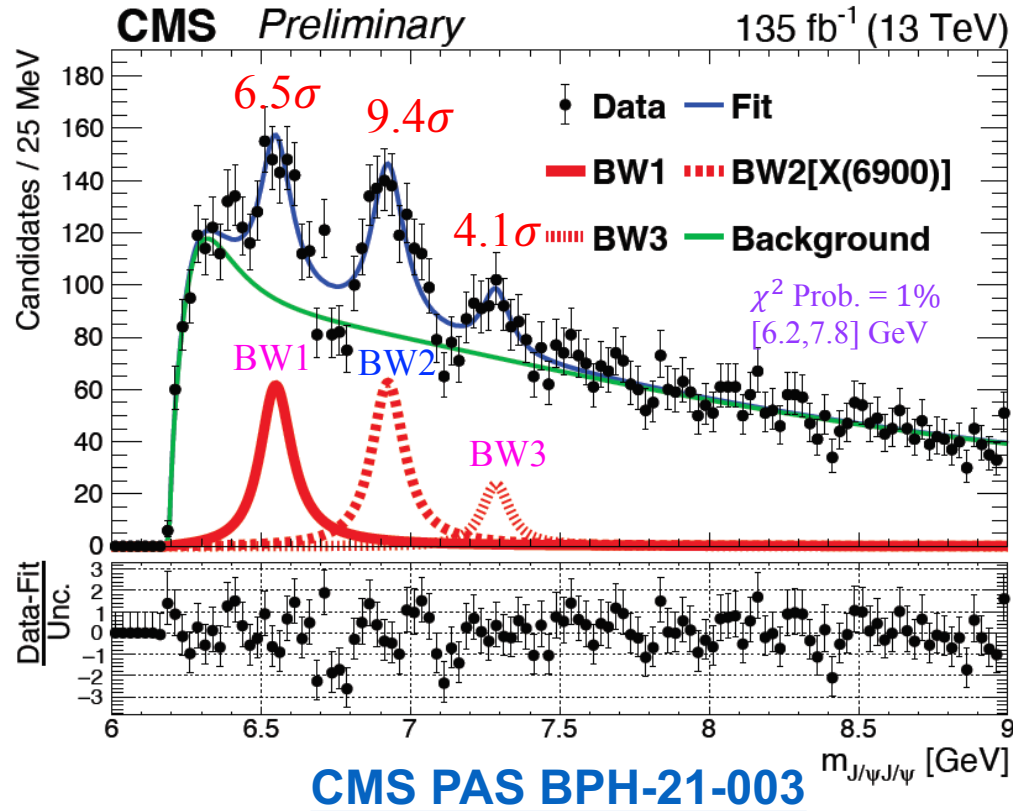 CMS Preliminary 135 fb⁻¹ (13 TeV)
Candidates / 25 MeV
180
160
140
120
100
80
60
40
20
0
6.5σ
9.4σ
4.1σ
Data
Fit
BW1
BW2[X(6900)]
BW3
Background
χ² Prob. = 1%
[6.2,7.8] GeV
BW1
BW2
BW3
Data-Fit
Unc.
3
2
1
0
−1
−2
−3
6 6.5 7 7.5 8 8.5 9
m_J/ψJ/ψ [GeV]
CMS PAS BPH-21-003